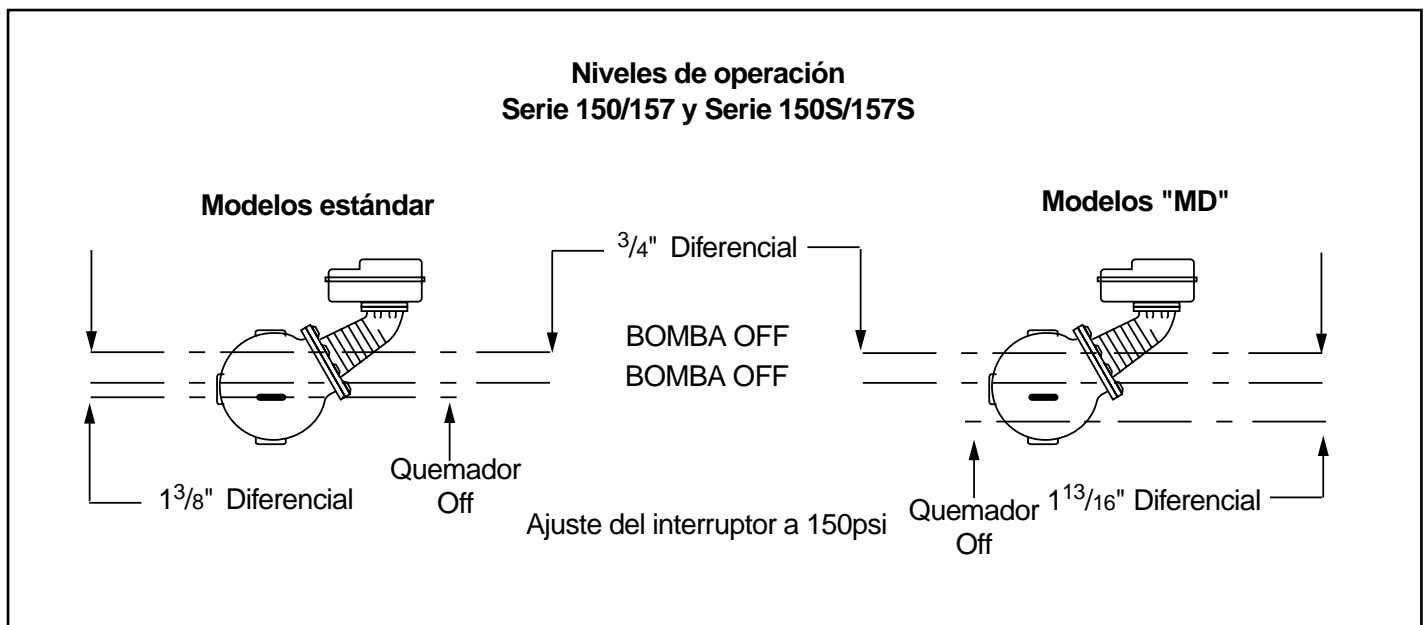 Niveles de operación
Serie 150/157 y Serie 150S/157S
Modelos estándar
Modelos "MD"
3/4" Diferencial
BOMBA OFF
BOMBA OFF
Quemador
Off
1 3/8" Diferencial
Ajuste del interruptor a 150psi
Quemador
Off
1 13/16" Diferencial